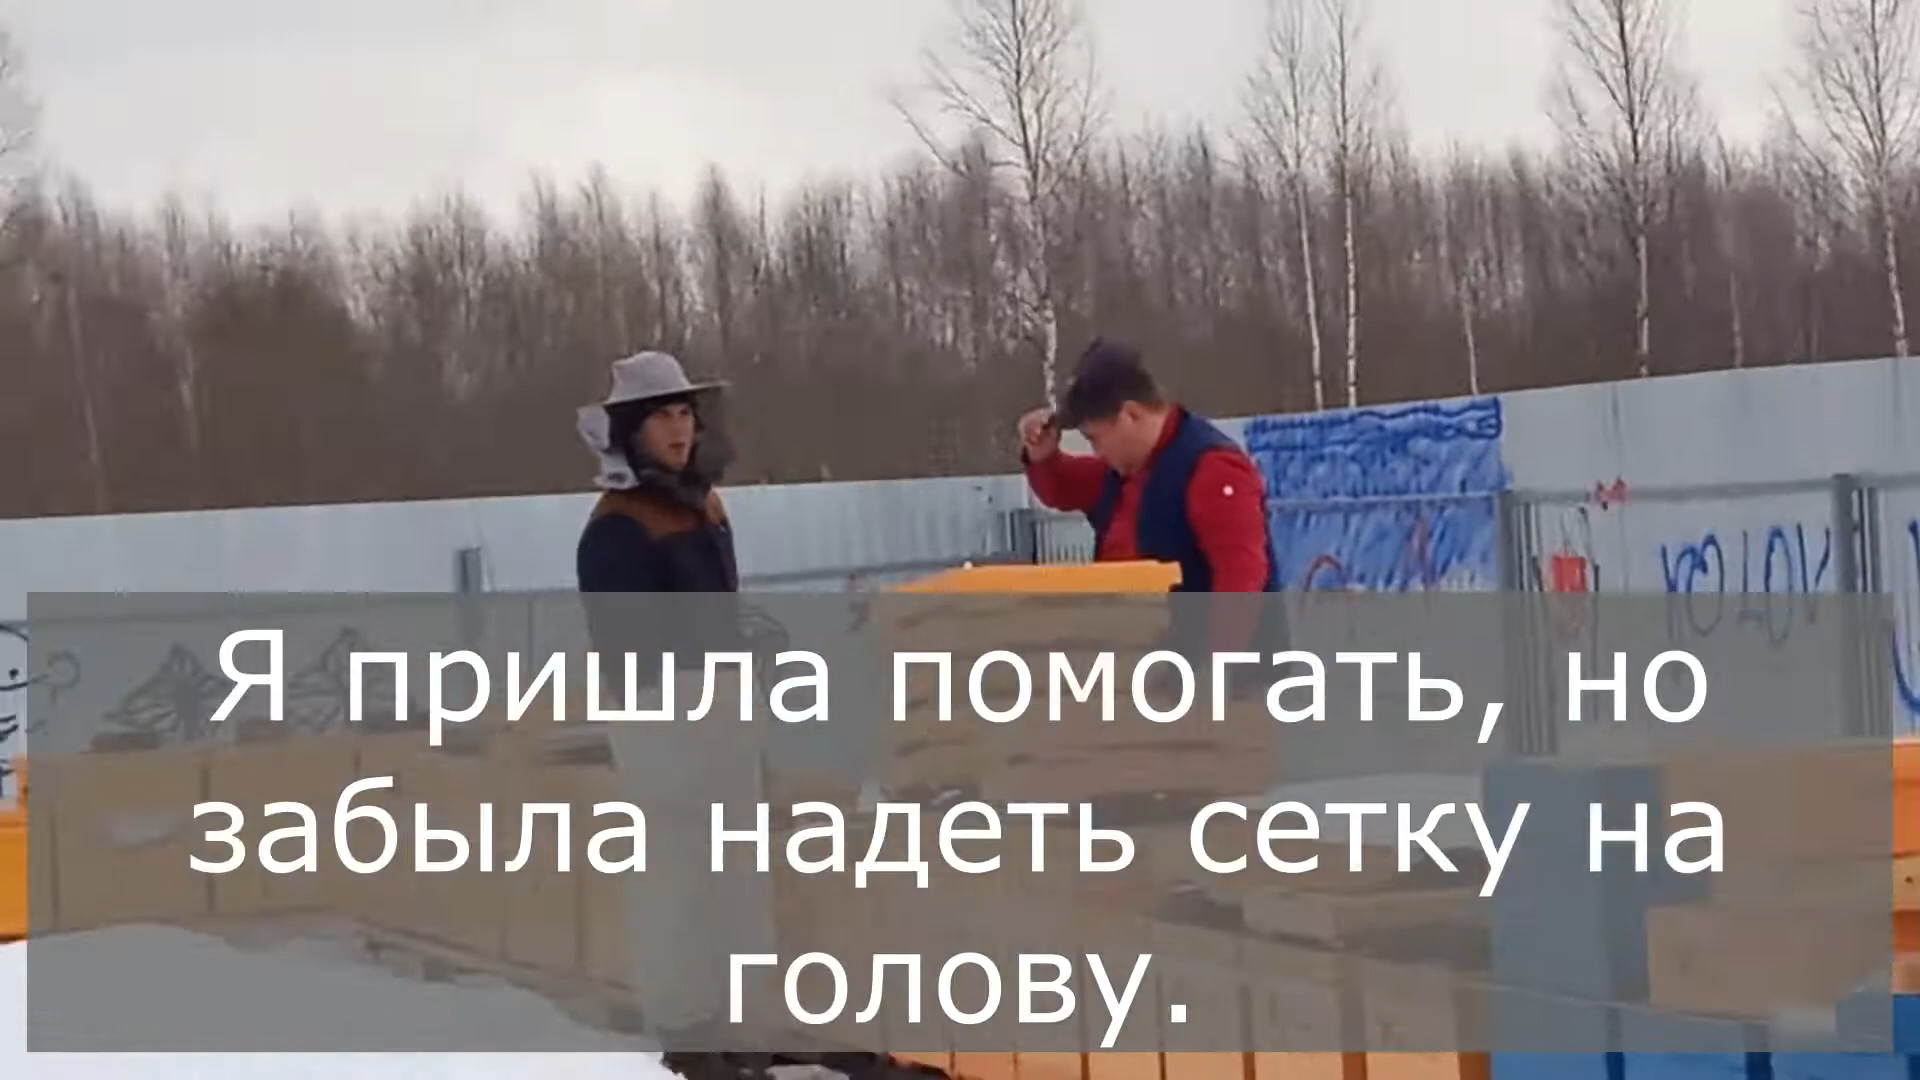 Я пришла помогать, но
забыла надеть сетку на
голову.